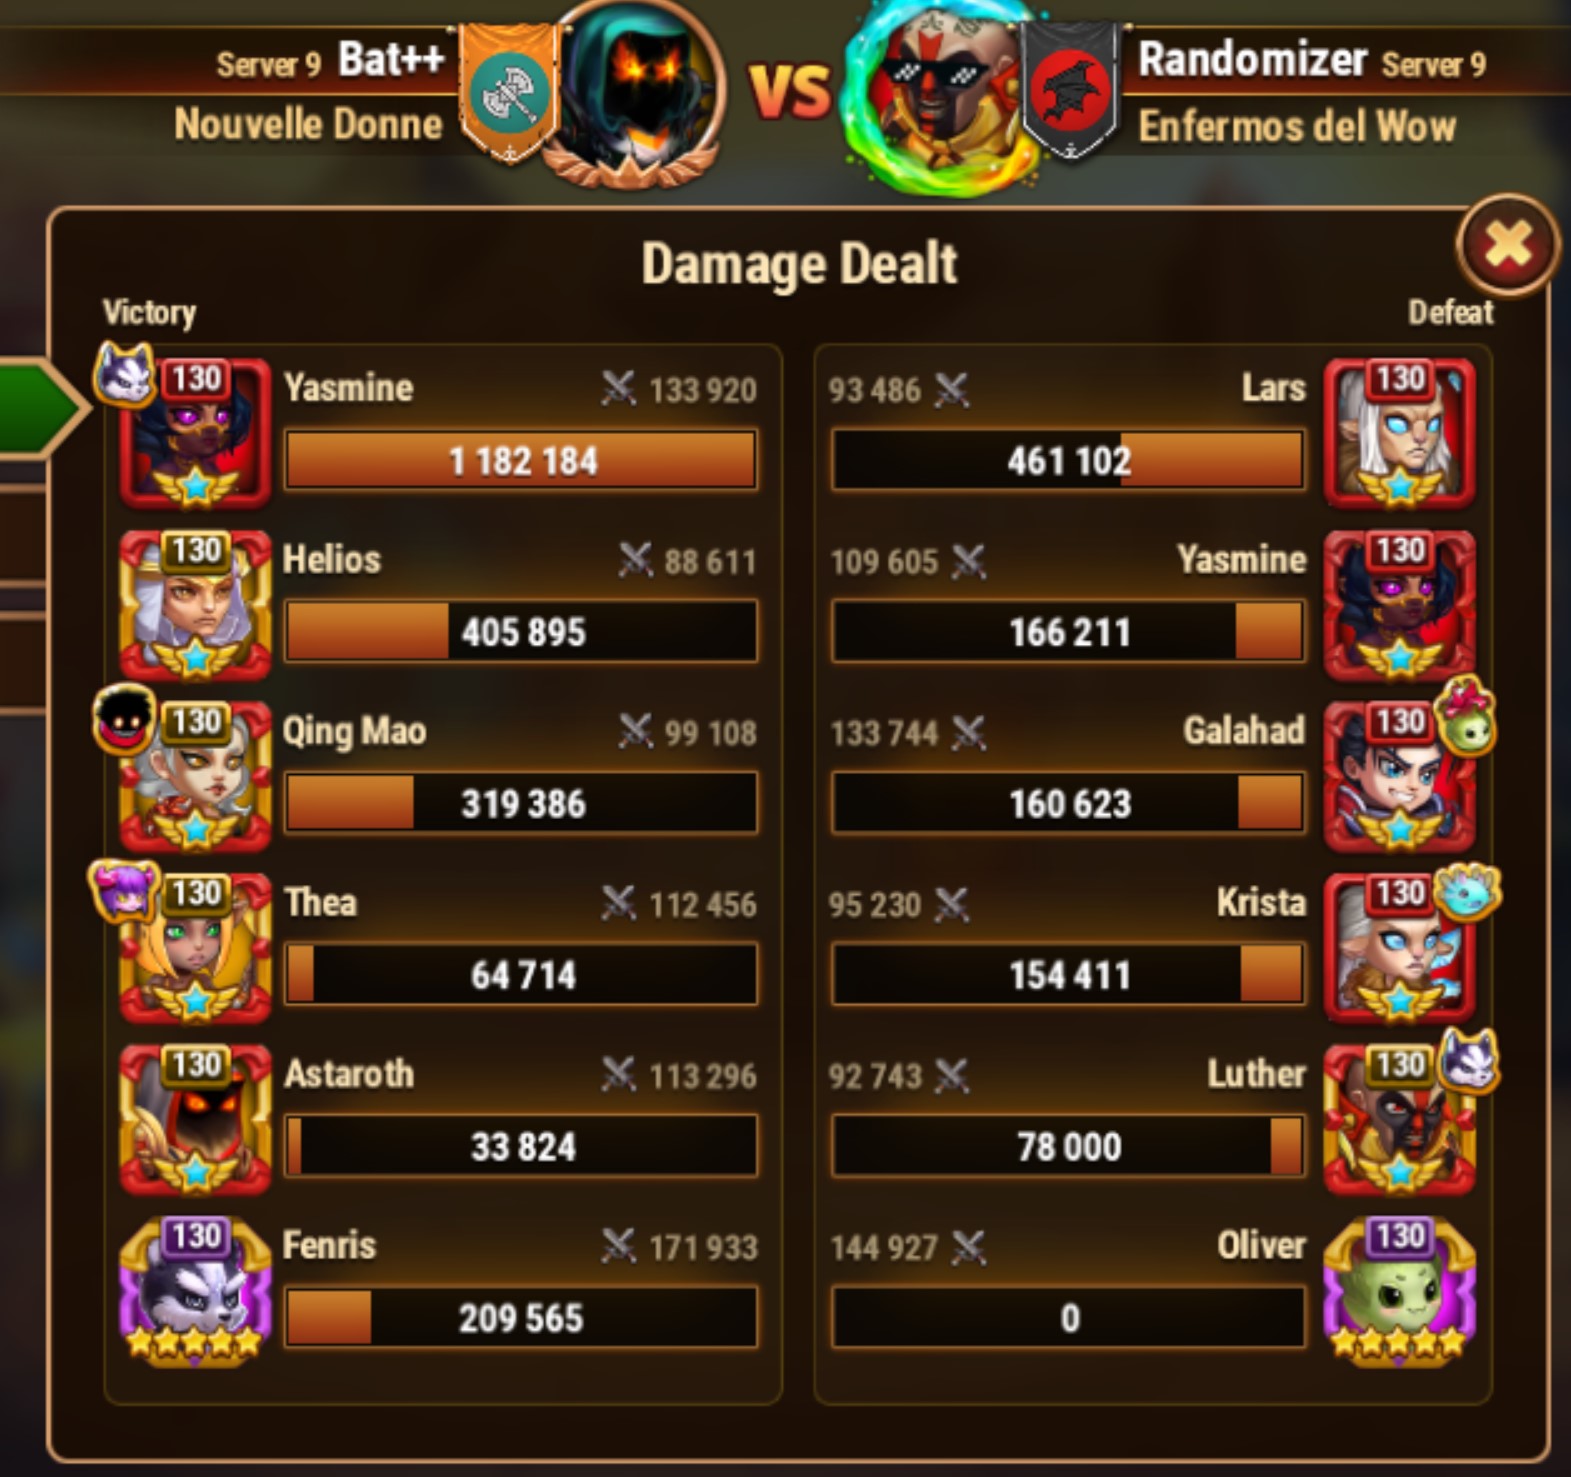 Server 9 Bat++
Nouvelle Donne
VS
Randomizer Server 9
Enfermos del Wow
Damage Dealt
Victory
Defeat
130
Yasmine
133 920
1 182 184
130
Helios
88 611
405 895
130
Qing Mao
99 108
319 386
130
Thea
112 456
64 714
130
Astaroth
113 296
33 824
130
Fenris
171 933
209 565
93 486
Lars
130
461 102
109 605
Yasmine
130
166 211
133 744
Galahad
130
160 623
95 230
Krista
130
154 411
92 743
Luther
130
78 000
144 927
Oliver
130
0